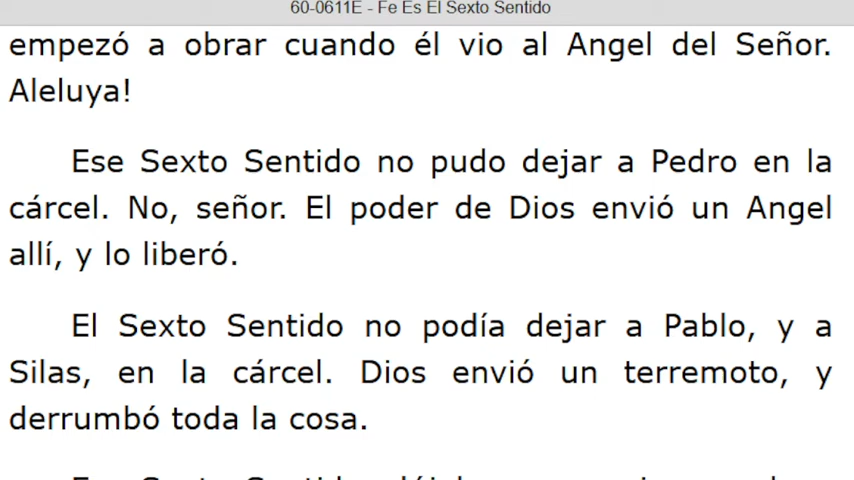 60-0611E - Fe Es El Sexto Sentido
empezó a obrar cuando él vio al Angel del Señor.
Aleluya!
Ese Sexto Sentido no pudo dejar a Pedro en la
cárcel. No, señor. El poder de Dios envió un Angel
allí, y lo liberó.
El Sexto Sentido no podía dejar a Pablo, y a
Silas, en la cárcel. Dios envió un terremoto, y
derrumbó toda la cosa.